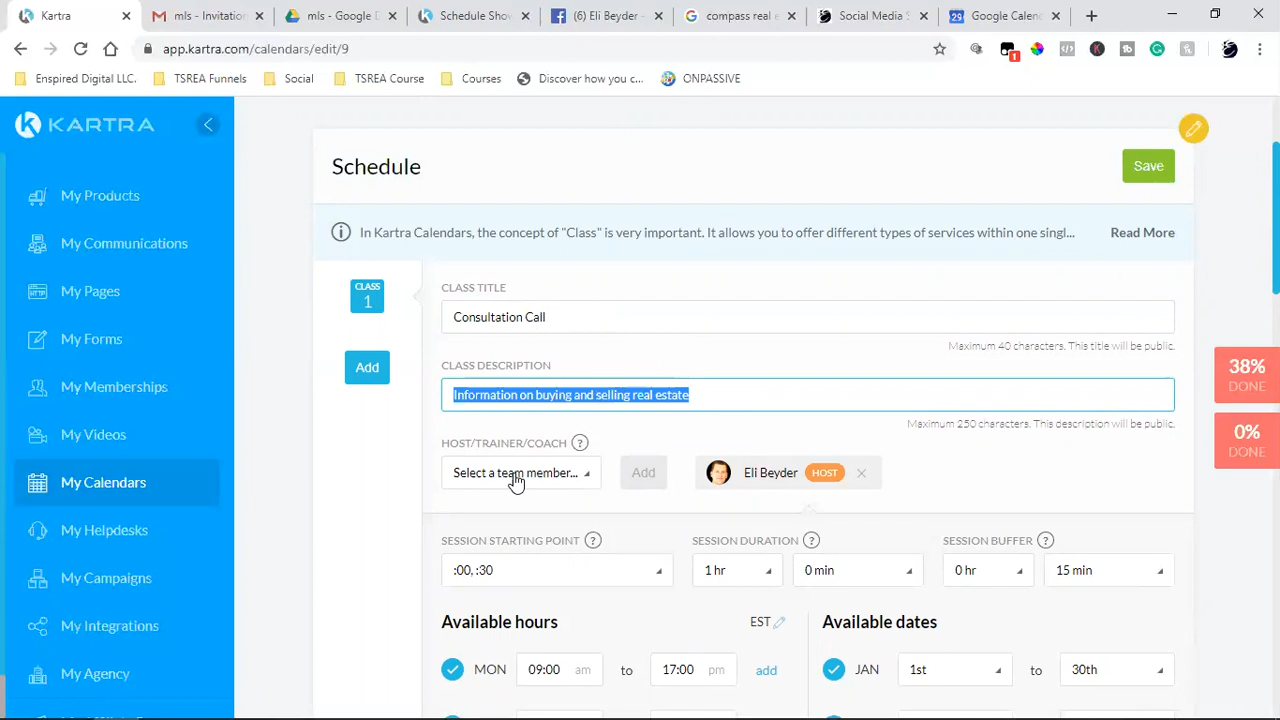 Kartra
mls - Invitation
mls - Google D
Schedule Show
(6) Eli Beyder -
compass real e
Social Media S
29
Google Calen
app.kartra.com/calendars/edit/9
1
Enspired Digital LLC.
TSREA Funnels
Social
TSREA Course
Courses
Discover how you c...
ONPASSIVE
KARTRA
My Products
My Communications
My Pages
My Forms
My Memberships
My Videos
My Calendars
My Helpdesks
My Campaigns
My Integrations
My Agency
Schedule
Save
In Kartra Calendars, the concept of "Class" is very important. It allows you to offer different types of services within one singl...
Read More
CLASS
1
Add
CLASS TITLE
Consultation Call
Maximum 40 characters. This title will be public.
CLASS DESCRIPTION
Information on buying and selling real estate
Maximum 250 characters. This description will be public.
HOST/TRAINER/COACH ?
Select a team member...
Add
Eli Beyder HOST
SESSION STARTING POINT ?
:00, :30
SESSION DURATION ?
1 hr
0 min
SESSION BUFFER ?
0 hr
15 min
Available hours
EST
MON 09:00 am to 17:00 pm add
Available dates
JAN 1st to 30th
38%
DONE
0%
DONE